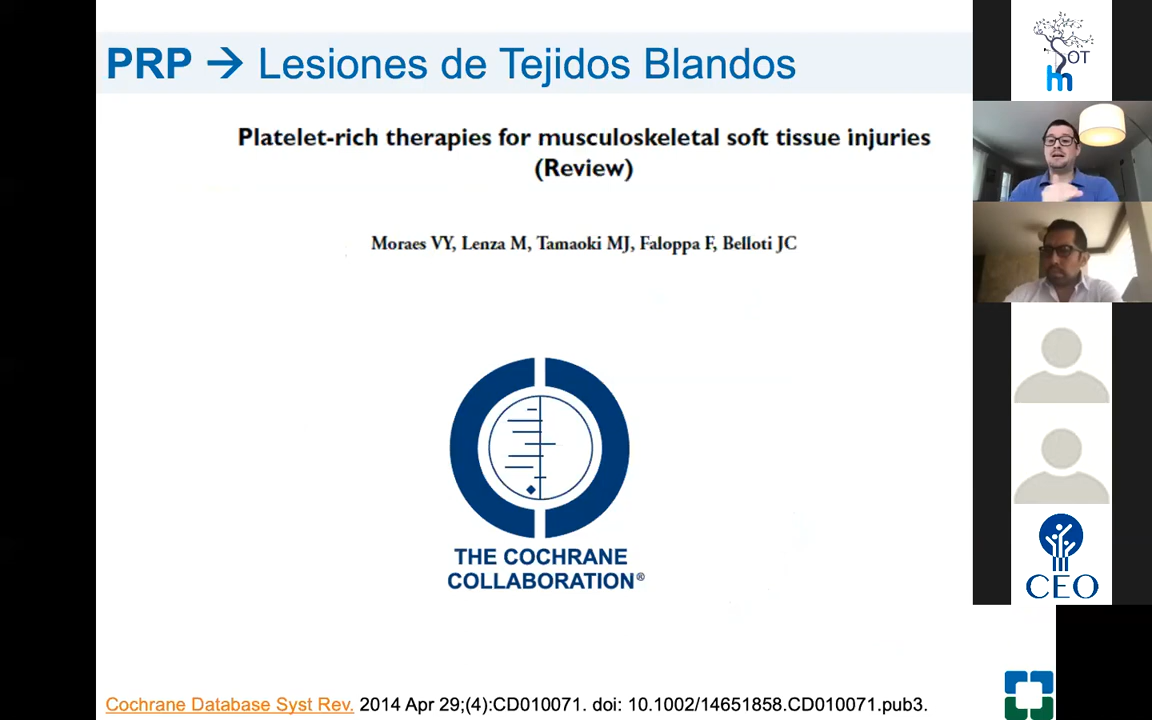 PRP → Lesiones de Tejidos Blandos
Platelet-rich therapies for musculoskeletal soft tissue injuries
(Review)
Moraes VY, Lenza M, Tamaoki MJ, Faloppa F, Belloti JC
THE COCHRANE
COLLABORATION®
Cochrane Database Syst Rev. 2014 Apr 29;(4):CD010071. doi: 10.1002/14651858.CD010071.pub3.
SOT
hm
CEO